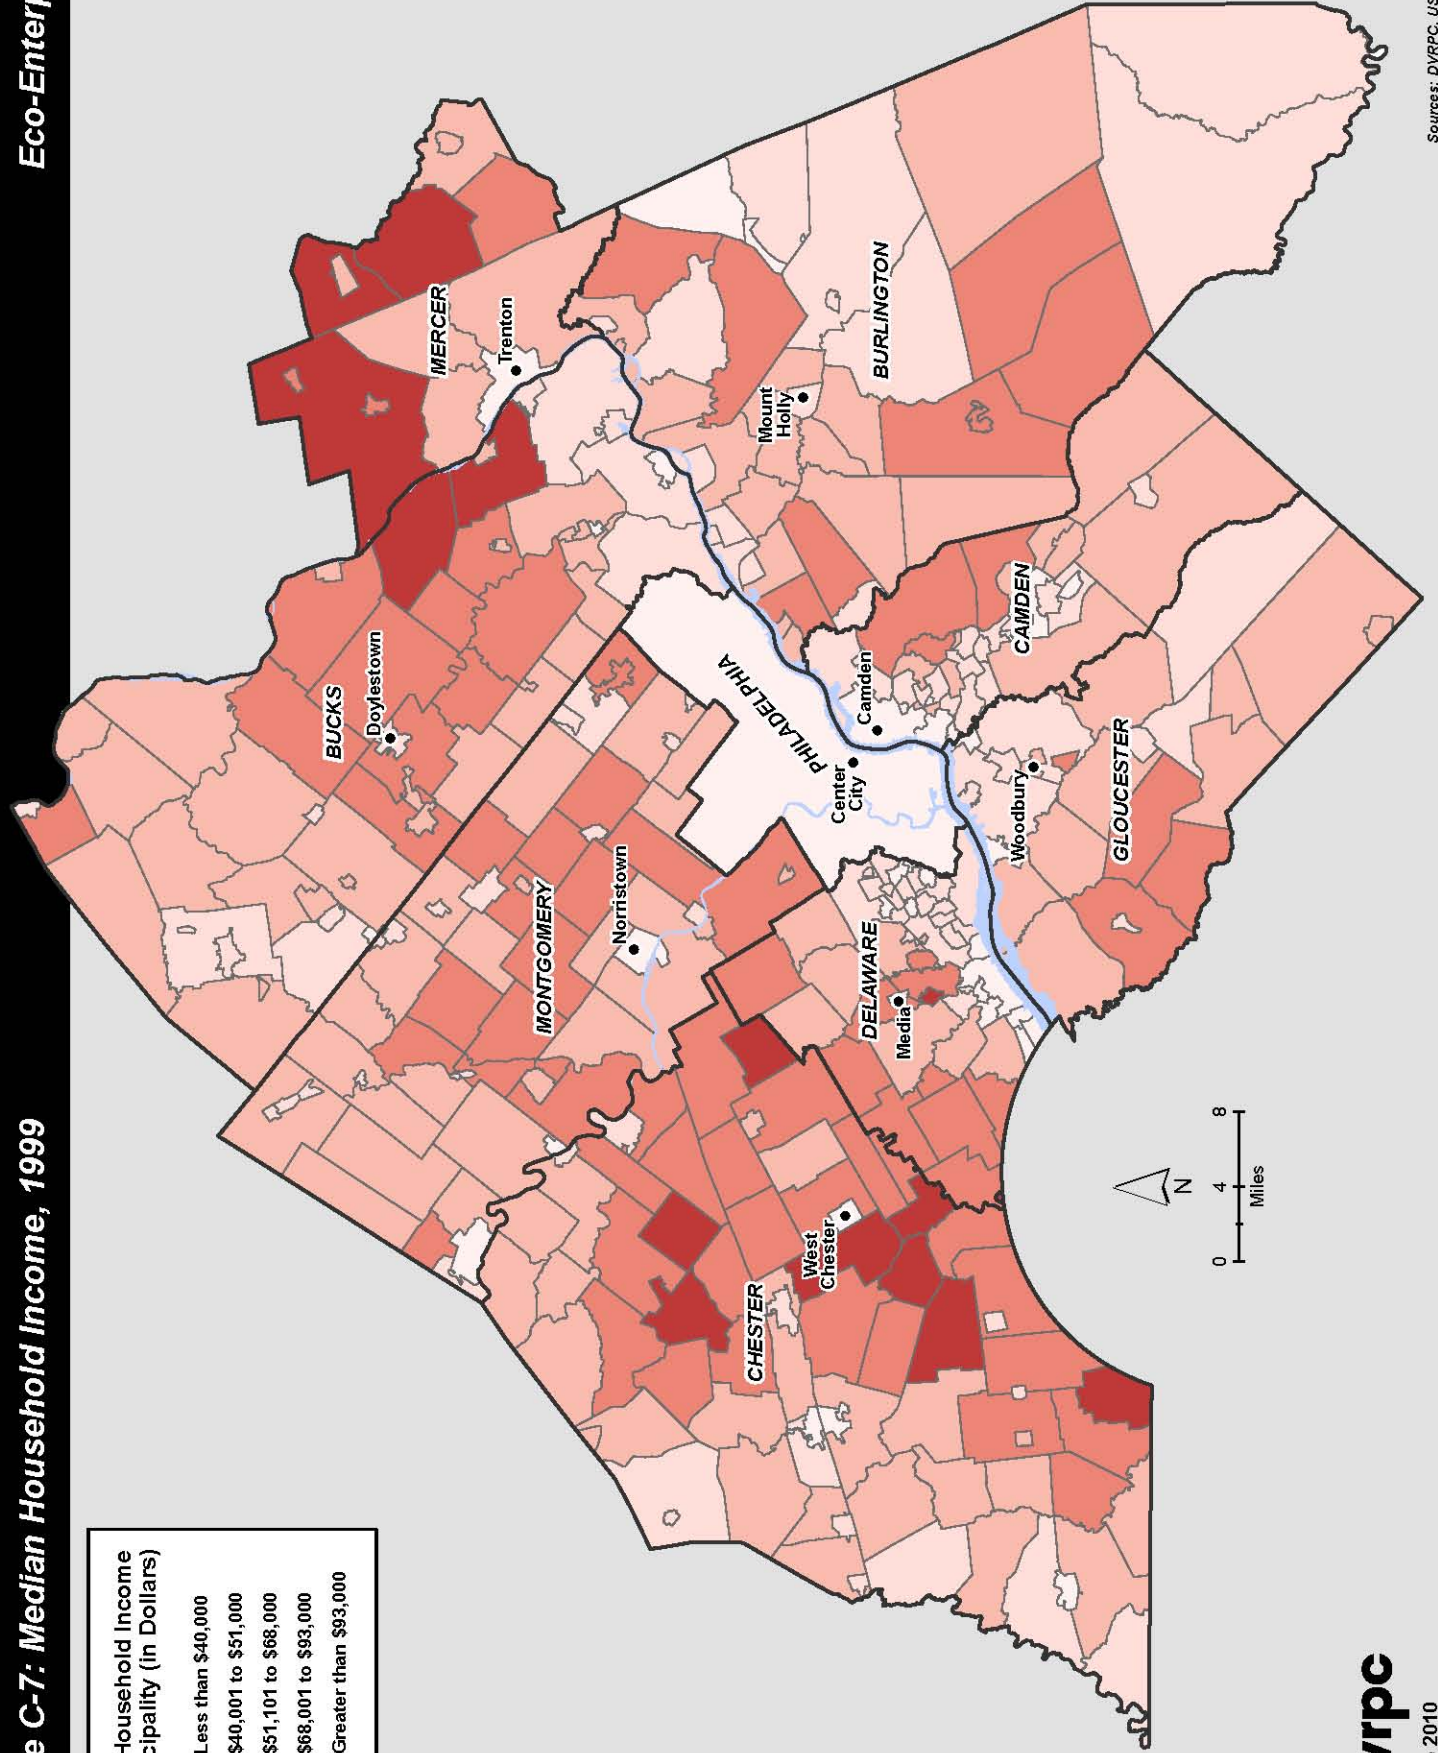 e C-7: Median Household Income, 1999
Eco-Enterp
Household Income
cipality (in Dollars)
Less than $40,000
$40,001 to $51,000
$51,101 to $68,000
$68,001 to $93,000
Greater than $93,000
BUCKS
Doylestown
MERCER
Trenton
MONTGOMERY
Norristown
PHILADELPHIA
Center
City
Mount
Holly
BURLINGTON
CHESTER
West
Chester
DELAWARE
Media
Camden
CAMDEN
Woodbury
GLOUCESTER
N
0 4 8
Miles
vrpc
2010
Sources: DVRPC, US